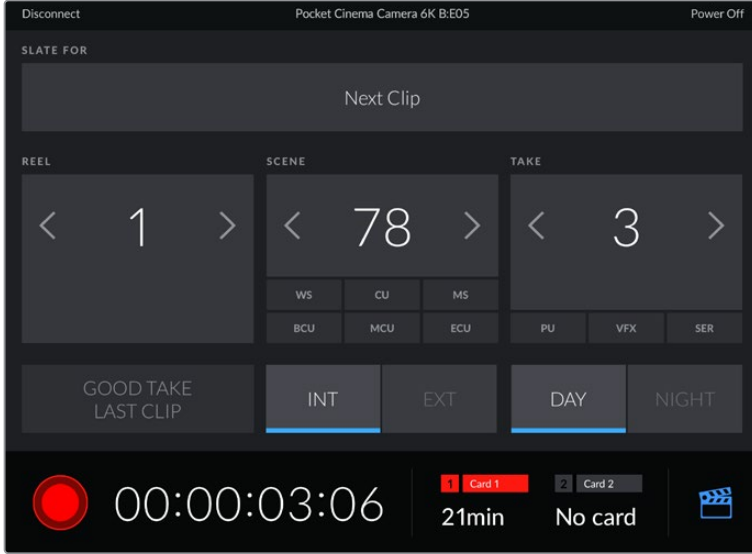 Disconnect Pocket Cinema Camera 6K B:E05 Power Off
SLATE FOR
Next Clip
REEL SCENE TAKE
1 78 3
WS CU MS
BCU MCU ECU PU VFX SER
GOOD TAKE
LAST CLIP
INT EXT DAY NIGHT
00:00:03:06
1 Card 1 2 Card 2
21min No card